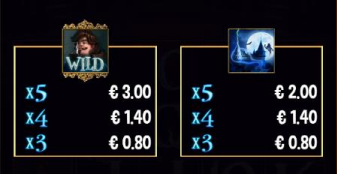 WILD
x5 € 3.00
x4 € 1.40
x3 € 0.80
x5 € 2.00
x4 € 1.40
x3 € 0.80